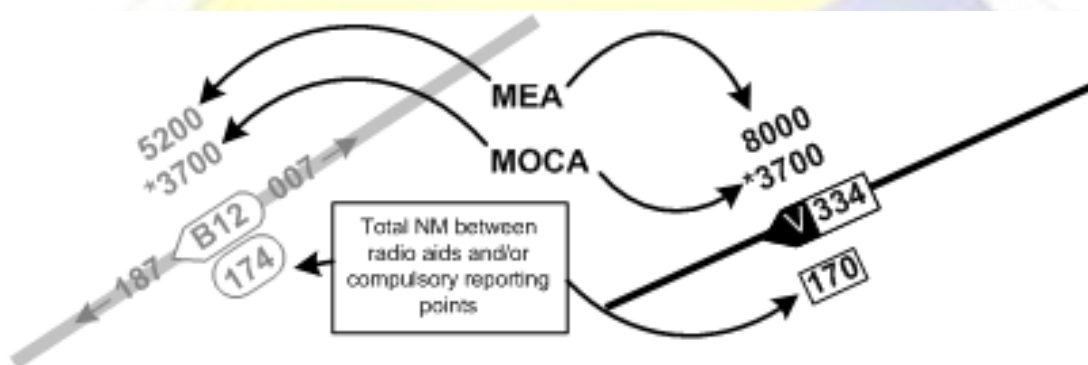 MEA
MOCA
5200
*3700
007
B12
174
187
Total NM between
radio aids and/or
compulsory reporting
points
8000
*3700
V 334
170